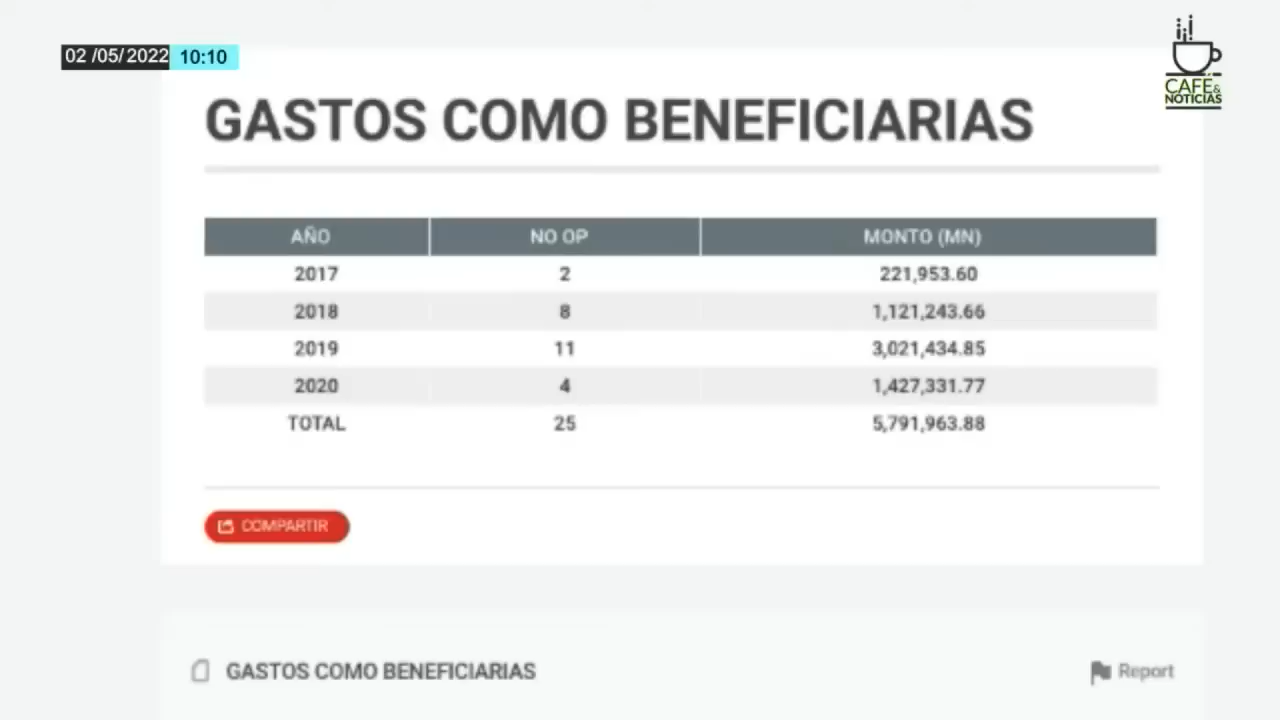 02 /05/ 2022 10:10
CAFÉ&
NOTICIAS
GASTOS COMO BENEFICIARIAS
AÑO NO OP MONTO (MN)
2017 2 221,953.60
2018 8 1,121,243.66
2019 11 3,021,434.85
2020 4 1,427,331.77
TOTAL 25 5,791,963.88
COMPARTIR
GASTOS COMO BENEFICIARIAS Report